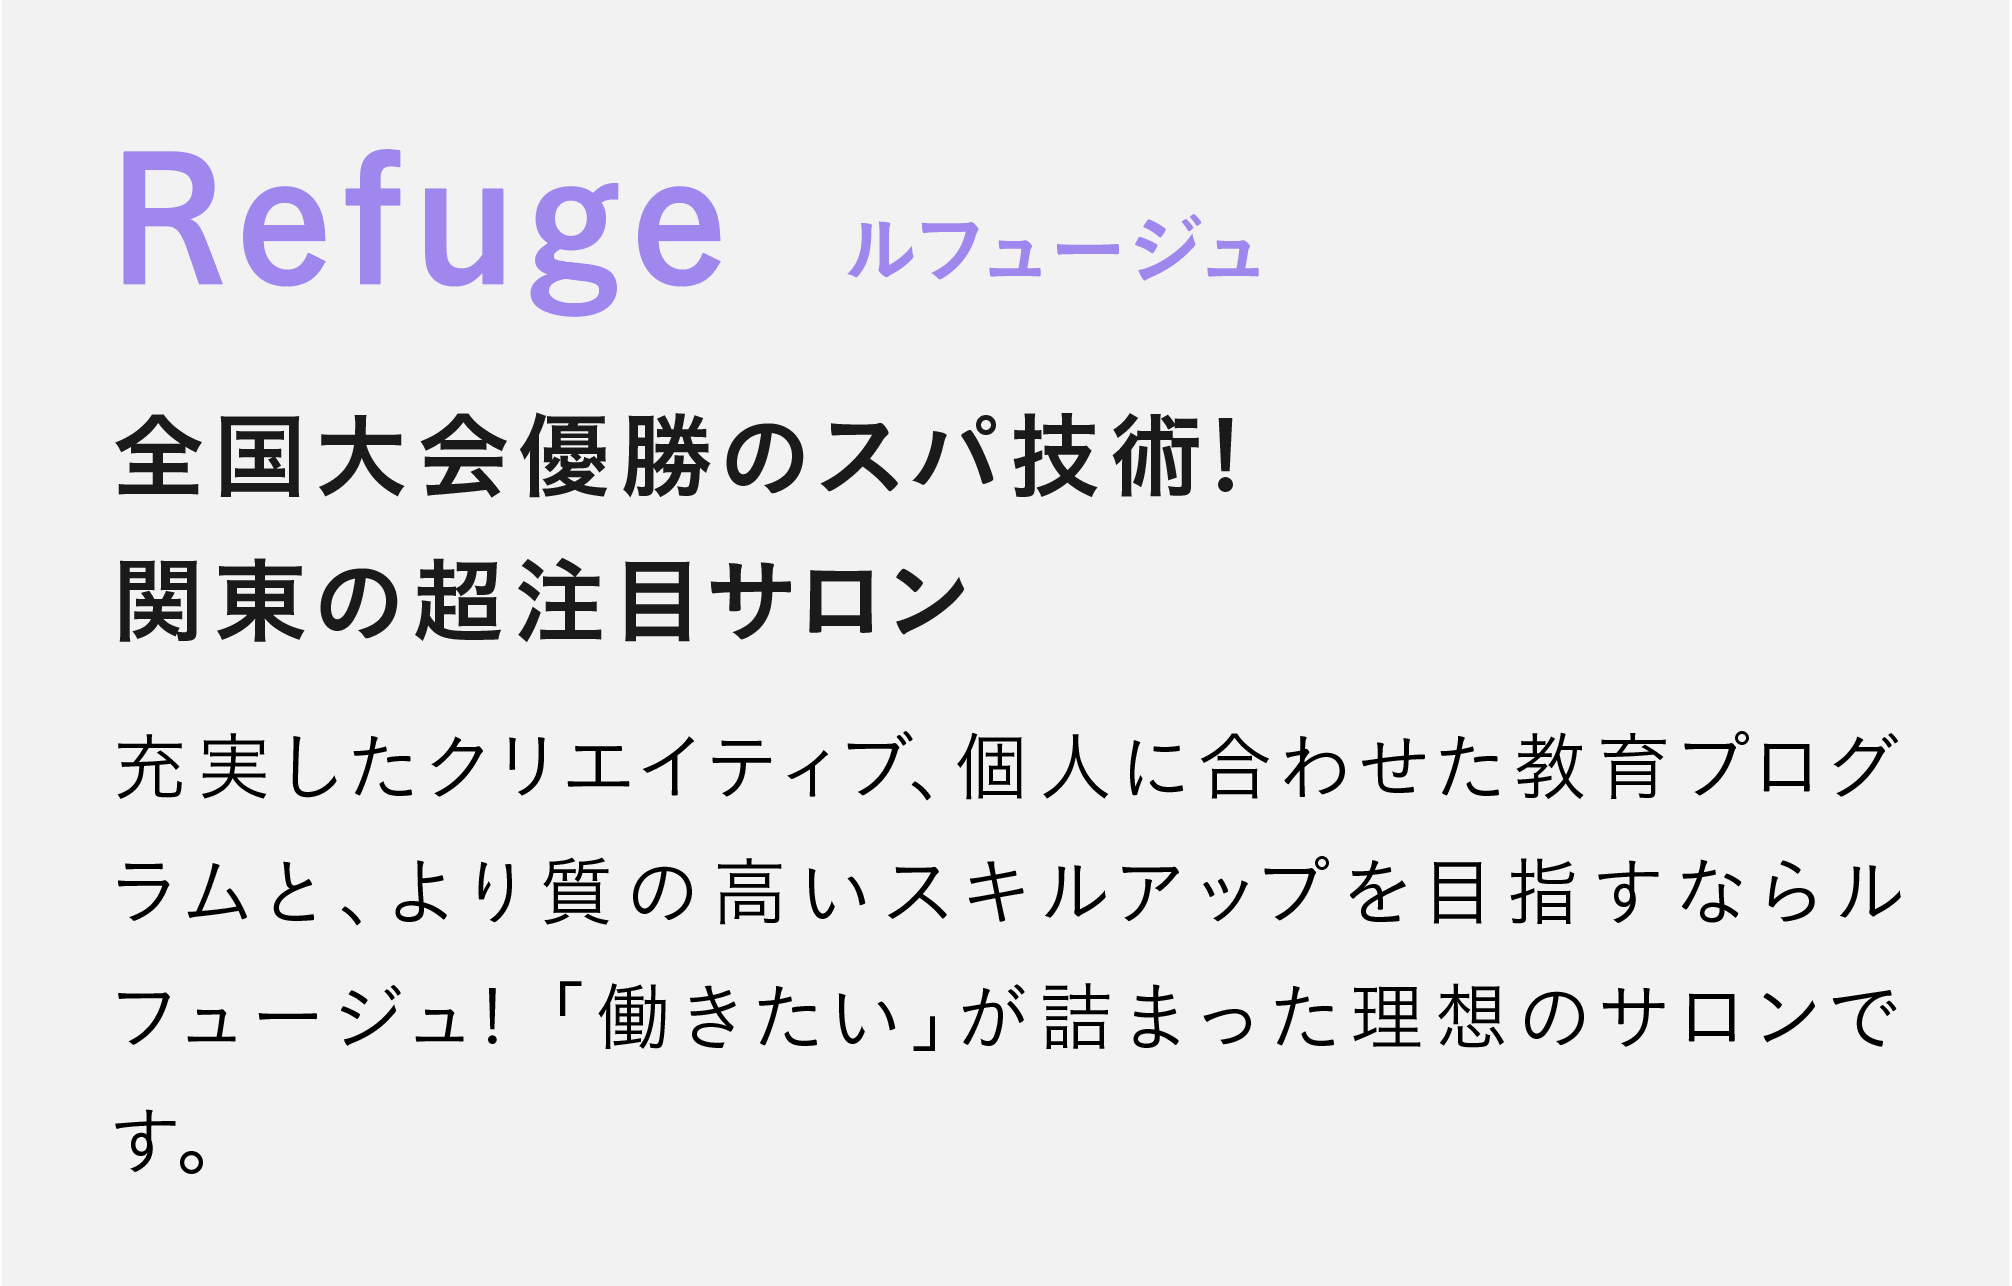 Refuge ルフュージュ
全国大会優勝のスパ技術!
関東の超注目サロン
充実したクリエイティブ、個人に合わせた教育プログ
ラムと、より質の高いスキルアップを目指すならル
フュージュ!「働きたい」が詰まった理想のサロンで
す。